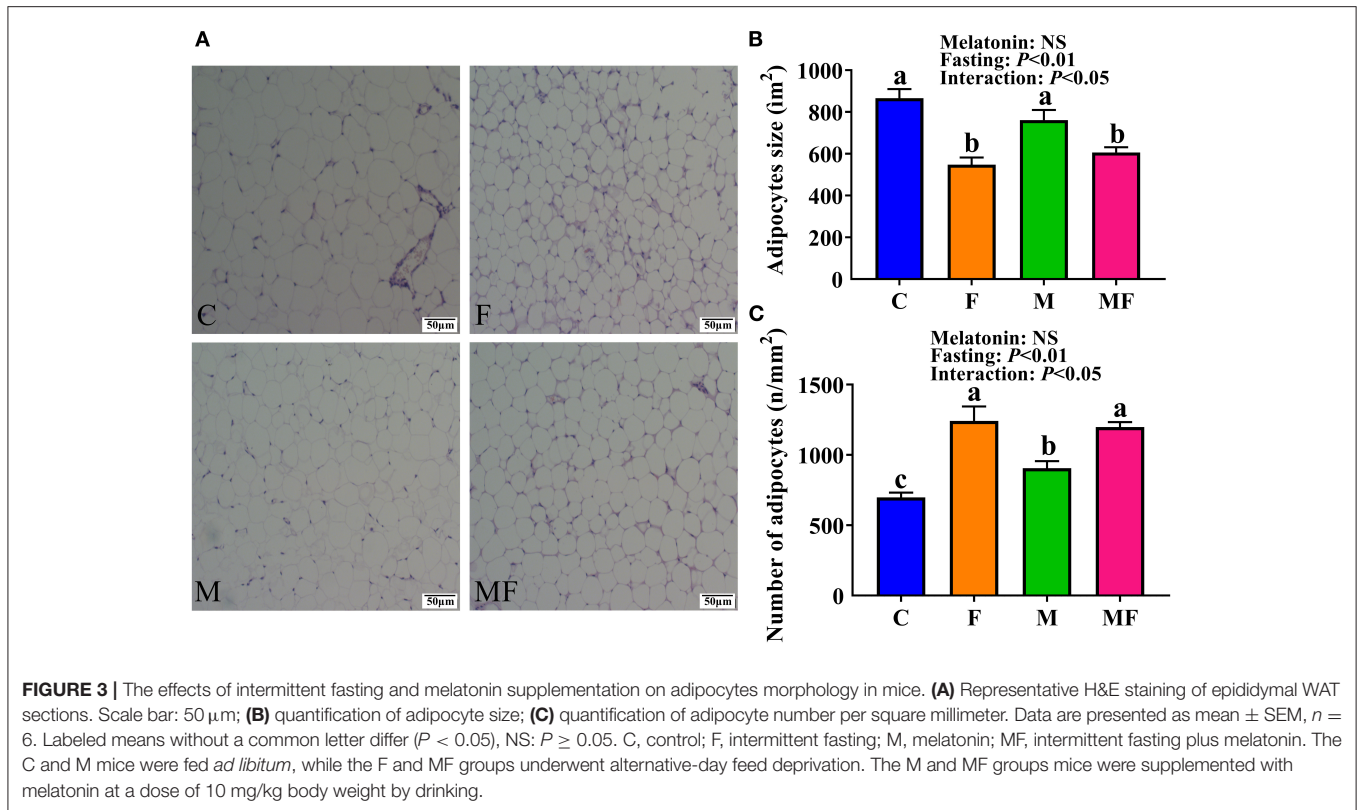 A
C
50μm
F
50μm
M
50μm
MF
50μm
B
Melatonin: NS
Fasting: P<0.01
Interaction: P<0.05
Adipocytes size (im²)
1000
800
600
400
200
0
a
b
a
b
C F M MF
C
Melatonin: NS
Fasting: P<0.01
Interaction: P<0.05
Number of adipocytes (n/mm²)
1500
1000
500
0
c
a
b
a
C F M MF
FIGURE 3 | The effects of intermittent fasting and melatonin supplementation on adipocytes morphology in mice. (A) Representative H&E staining of epididymal WAT
sections. Scale bar: 50 μm; (B) quantification of adipocyte size; (C) quantification of adipocyte number per square millimeter. Data are presented as mean ± SEM, n =
6. Labeled means without a common letter differ (P < 0.05), NS: P ≥ 0.05. C, control; F, intermittent fasting; M, melatonin; MF, intermittent fasting plus melatonin. The
C and M mice were fed ad libitum, while the F and MF groups underwent alternative-day feed deprivation. The M and MF groups mice were supplemented with
melatonin at a dose of 10 mg/kg body weight by drinking.